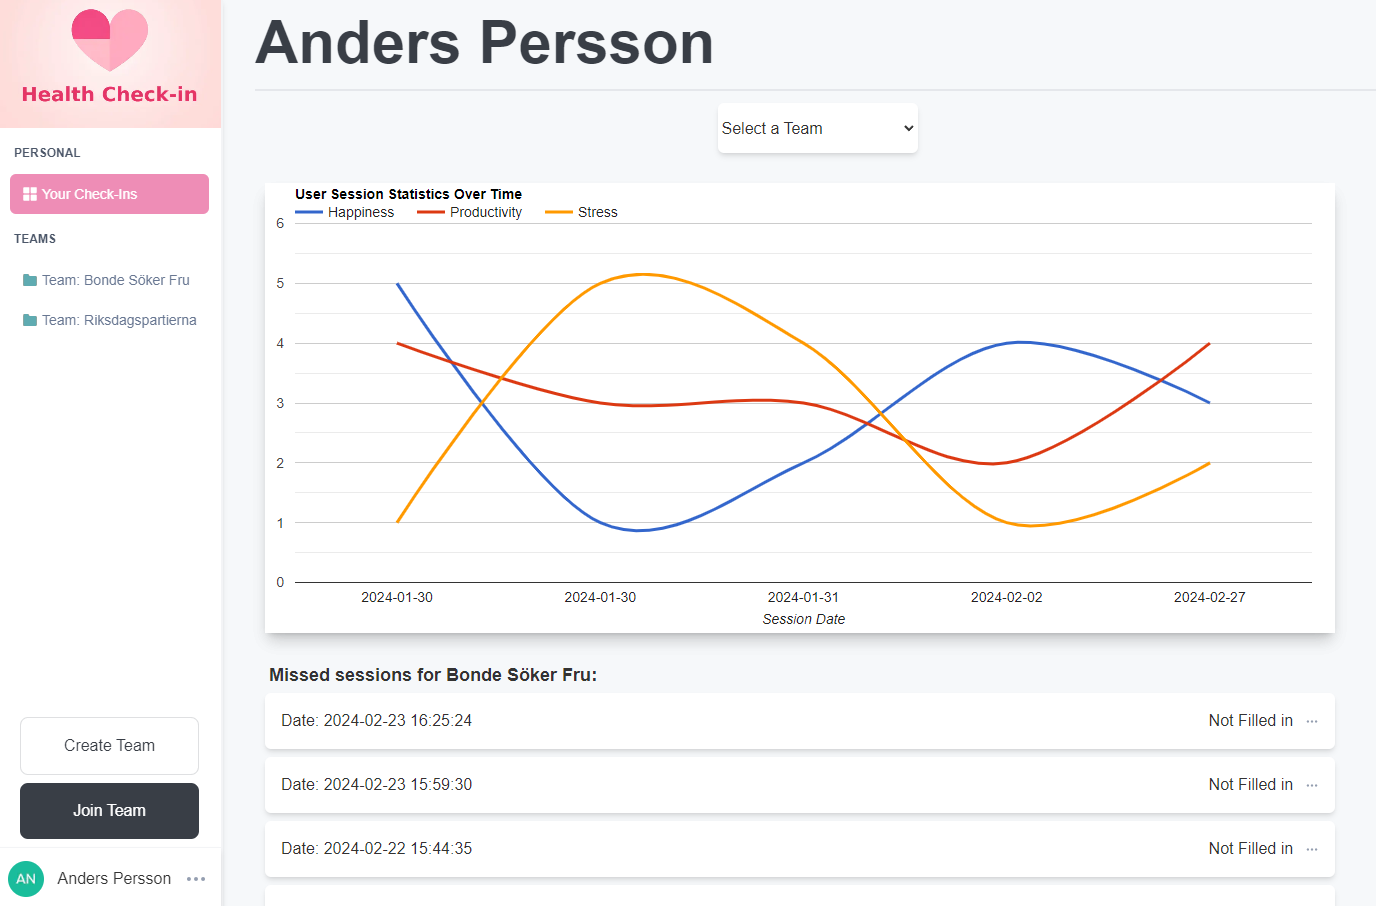 Health Check-in
PERSONAL
Your Check-Ins
TEAMS
Team: Bonde Söker Fru
Team: Riksdagspartierna
Create Team
Join Team
AN Anders Persson
Anders Persson
Select a Team
User Session Statistics Over Time
Happiness Productivity Stress
6
5
4
3
2
1
0
2024-01-30 2024-01-30 2024-01-31 2024-02-02 2024-02-27
Session Date
Missed sessions for Bonde Söker Fru:
Date: 2024-02-23 16:25:24 Not Filled in ...
Date: 2024-02-23 15:59:30 Not Filled in ...
Date: 2024-02-22 15:44:35 Not Filled in ...